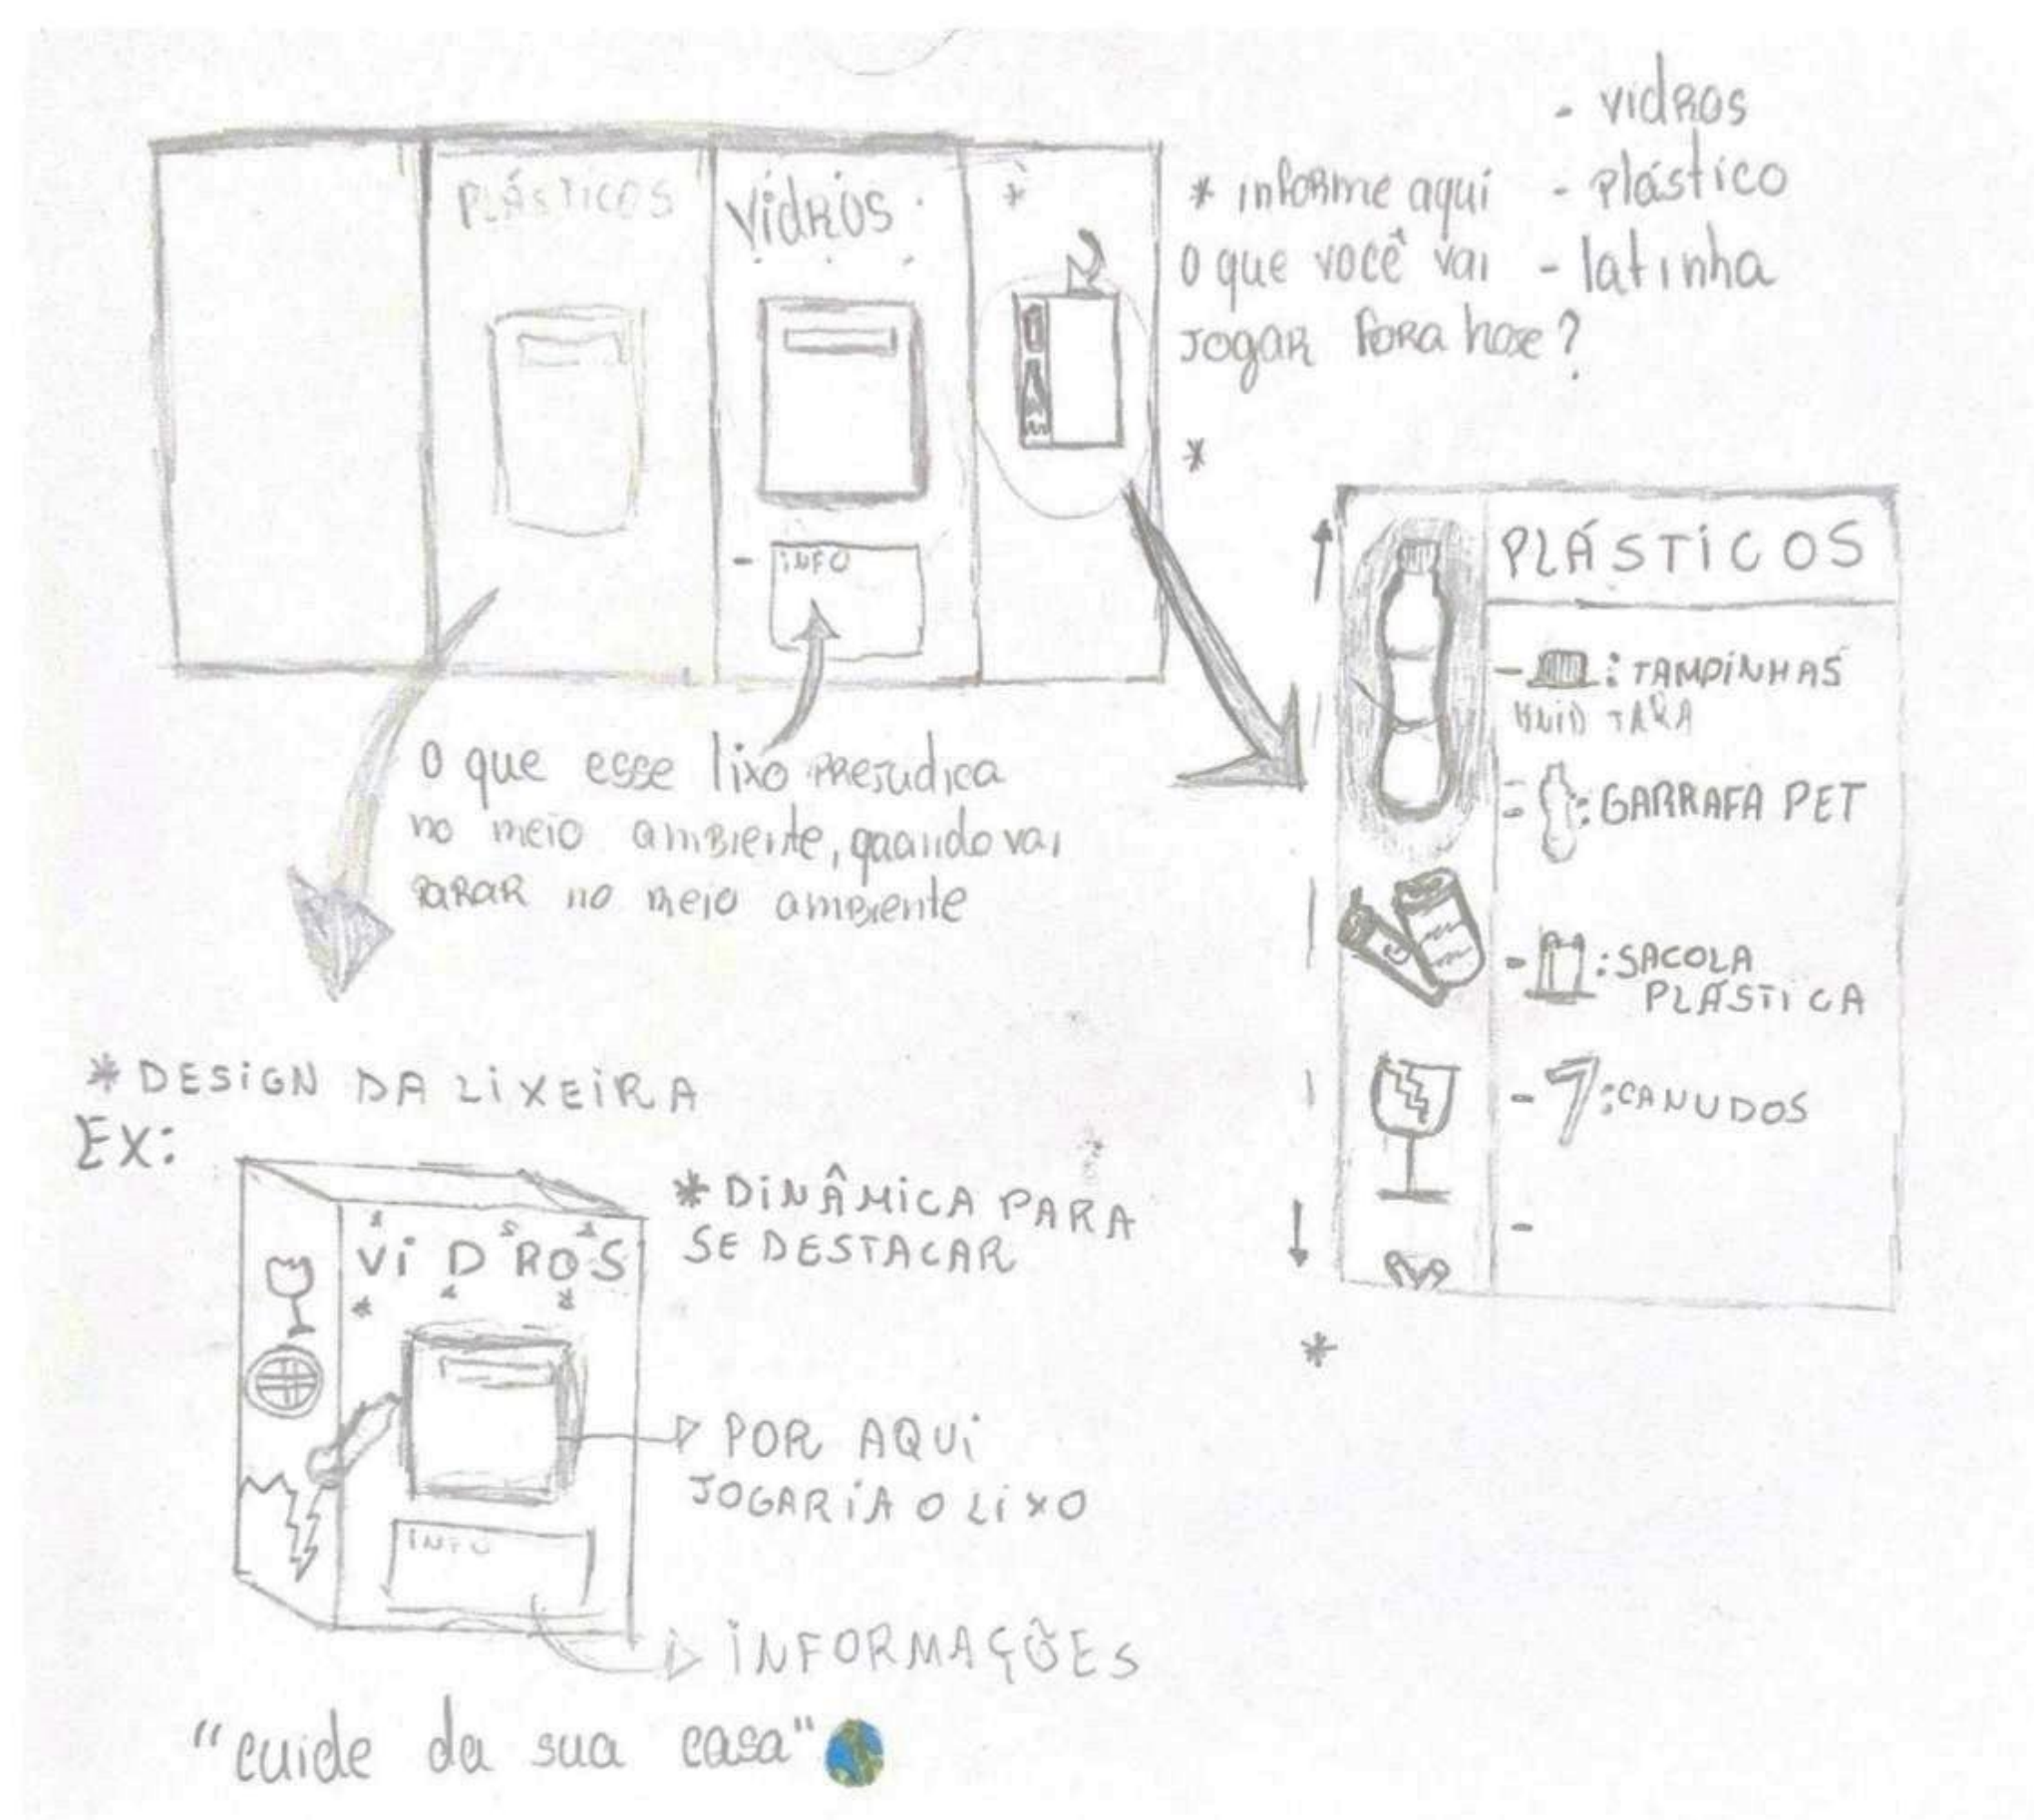 PLÁSTICOS
VIDROS
*
INFO
- vidros
- plástico
- latinha
* informe aqui
o que você vai
JOGAR FORA hoje?
*
O que esse lixo prejudica
no meio ambiente, quando vai
PARAR no meio ambiente
PLÁSTICOS
- : TAMPINHAS
- : GARRAFA PET
- : SACOLA
PLÁSTICA
- : CANUDOS
-
*
* DESIGN DA LIXEIRA
EX:
VIDROS
INFO
* DINÂMICA PARA
SE DESTACAR
POR AQUI
JOGARIA O LIXO
INFORMAÇÕES
"cuide da sua casa"